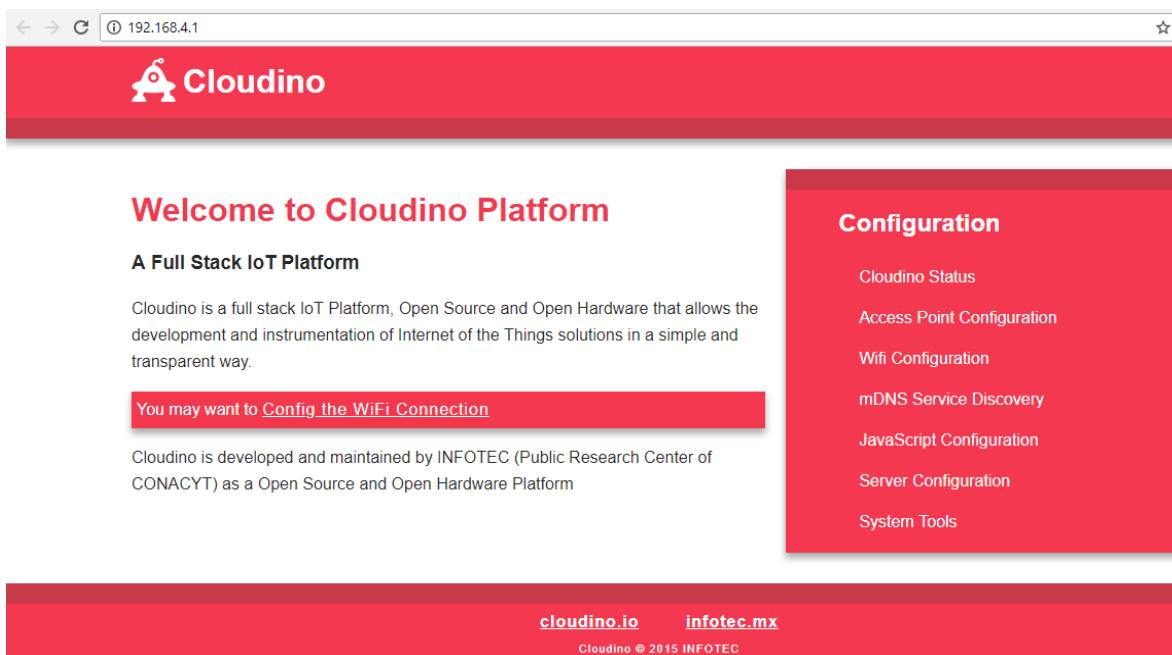 192.168.4.1
Cloudino
Welcome to Cloudino Platform
A Full Stack IoT Platform
Cloudino is a full stack IoT Platform, Open Source and Open Hardware that allows the
development and instrumentation of Internet of the Things solutions in a simple and
transparent way.
You may want to Config the WiFi Connection
Cloudino is developed and maintained by INFOTEC (Public Research Center of
CONACYT) as a Open Source and Open Hardware Platform
Configuration
Cloudino Status
Access Point Configuration
Wifi Configuration
mDNS Service Discovery
JavaScript Configuration
Server Configuration
System Tools
cloudino.io infotec.mx
Cloudino © 2015 INFOTEC